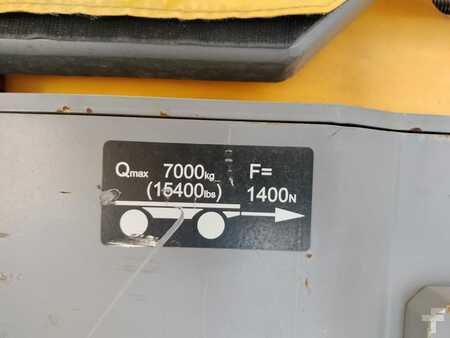 Qmax 7000kg F=
(15400lbs) 1400N